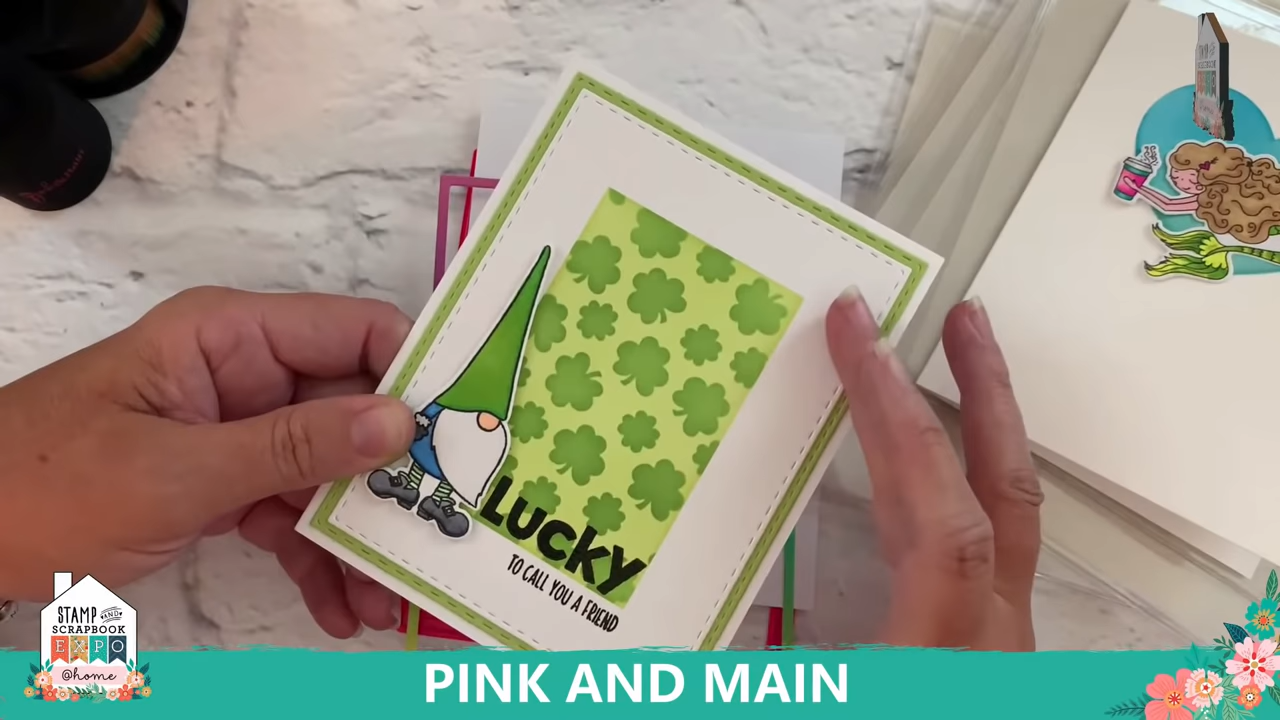 LUCKY
TO CALL YOU A FRIEND
STAMP AND
SCRAPBOOK
EXPO
@home
PINK AND MAIN